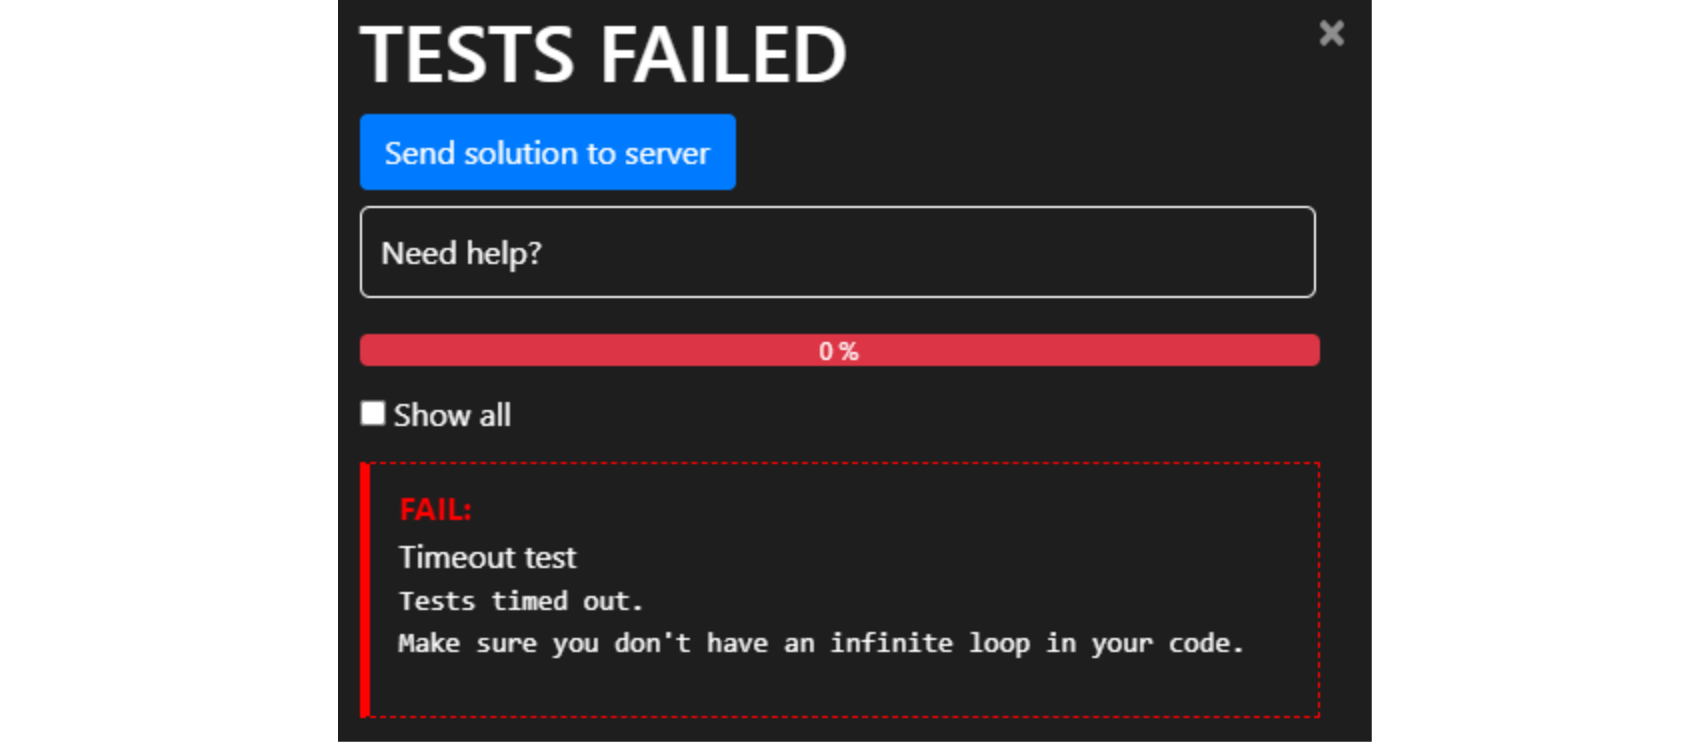 TESTS FAILED
Send solution to server
Need help?
0 %
Show all
FAIL:
Timeout test
Tests timed out.
Make sure you don't have an infinite loop in your code.